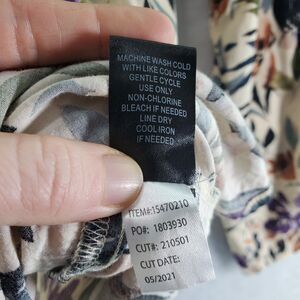 MACHINE WASH COLD
WITH LIKE COLORS
GENTLE CYCLE
USE ONLY
NON-CHLORINE
BLEACH IF NEEDED
LINE DRY
COOL IRON
IF NEEDED
ITEM#:15470210
PO#: 1803930
CUT#: 210501
CUT DATE:
05/2021